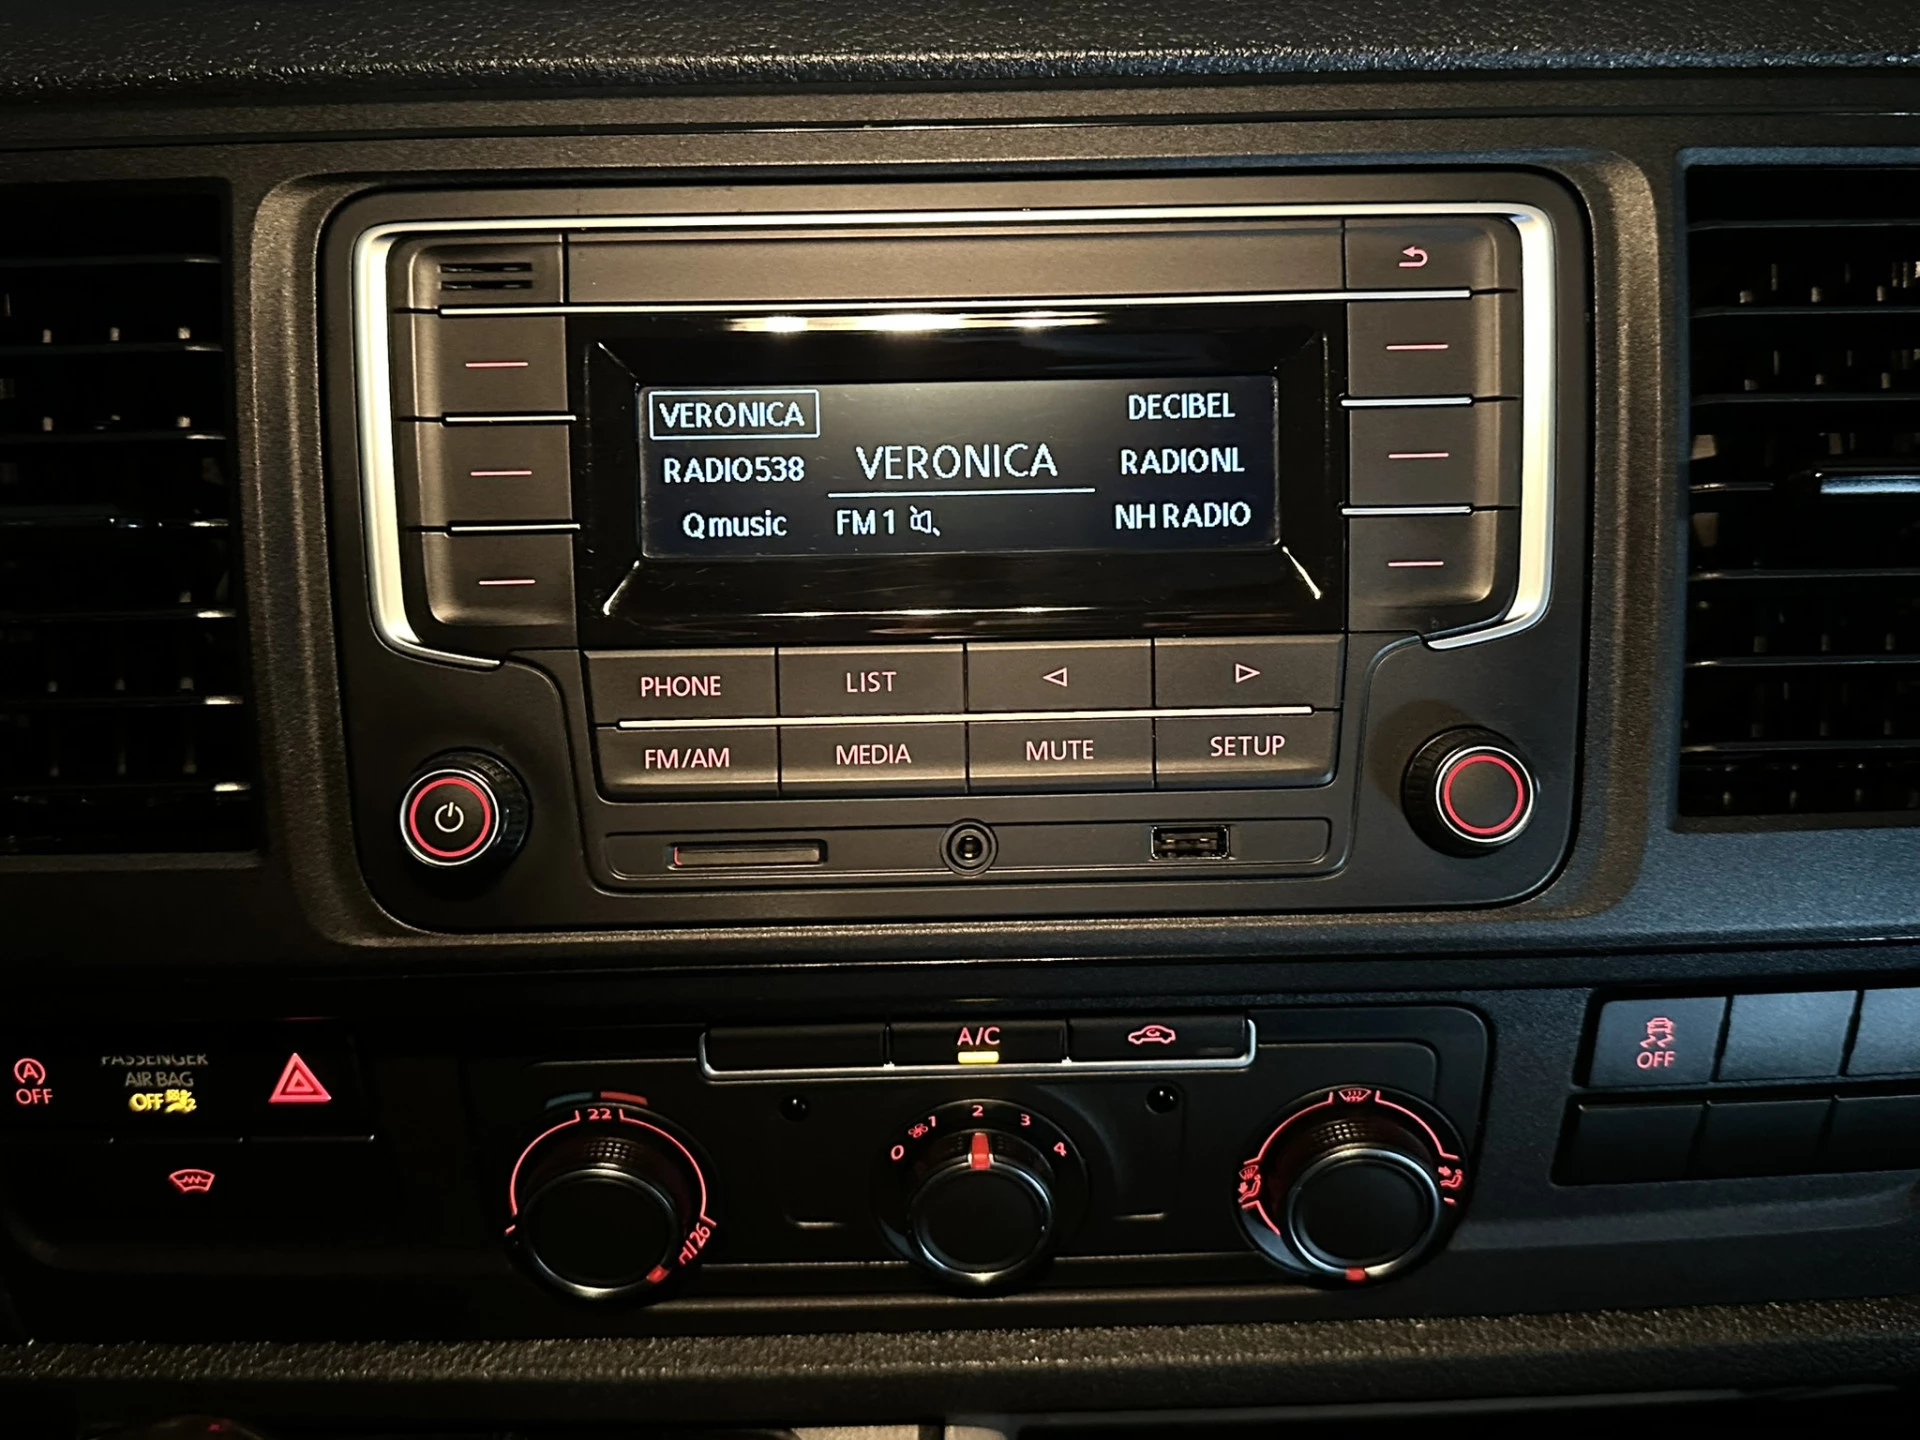 VERONICA
RADIO538
Qmusic
VERONICA
FM 1
DECIBEL
RADIONL
NH RADIO
PHONE
LIST
FM/AM
MEDIA
MUTE
SETUP
A
OFF
PASSENGER
AIR BAG
OFF
A/C
22
26
0
1
2
3
4
OFF